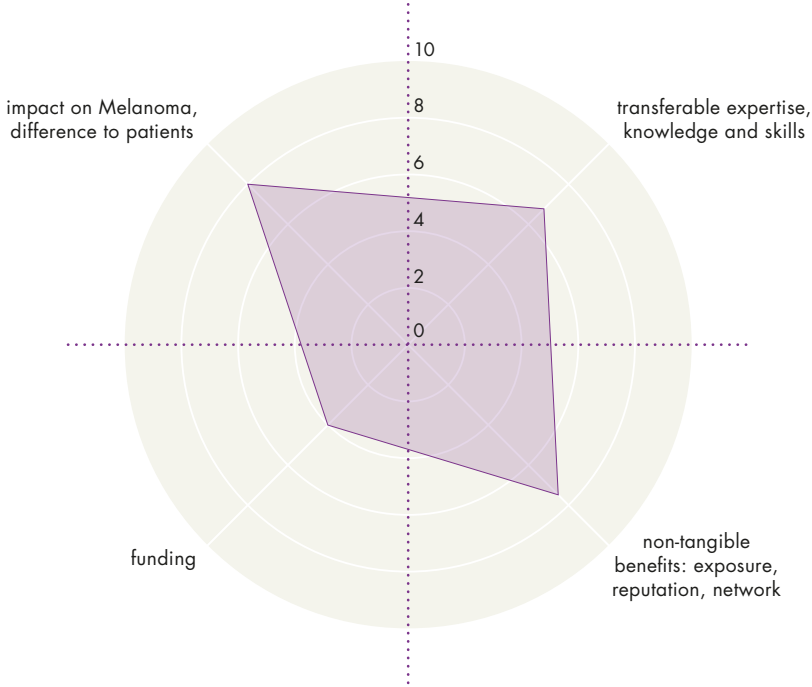 10
8
impact on Melanoma,
difference to patients
transferable expertise,
knowledge and skills
6
4
2
0
funding
non-tangible
benefits: exposure,
reputation, network